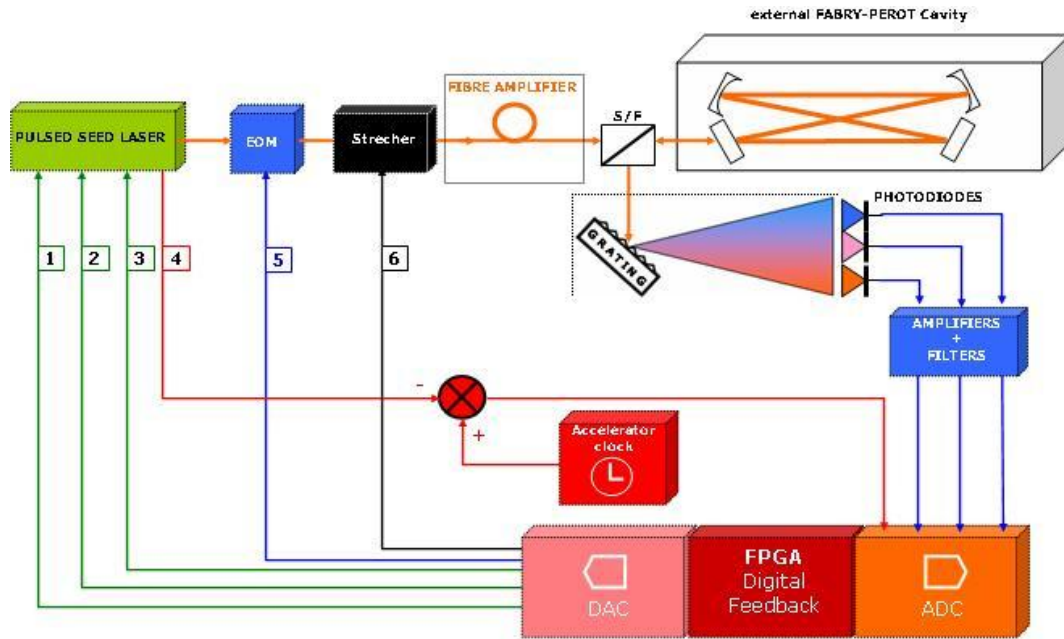 external FABRY-PEROT Cavity
FIBRE AMPLIFIER
PULSED SEED LASER
EOM
Strecher
S/F
PHOTODIODES
GRATING
1
2
3
4
5
6
AMPLIFIERS
+
FILTERS
-
+
Accelerator
clock
DAC
FPGA
Digital
Feedback
ADC